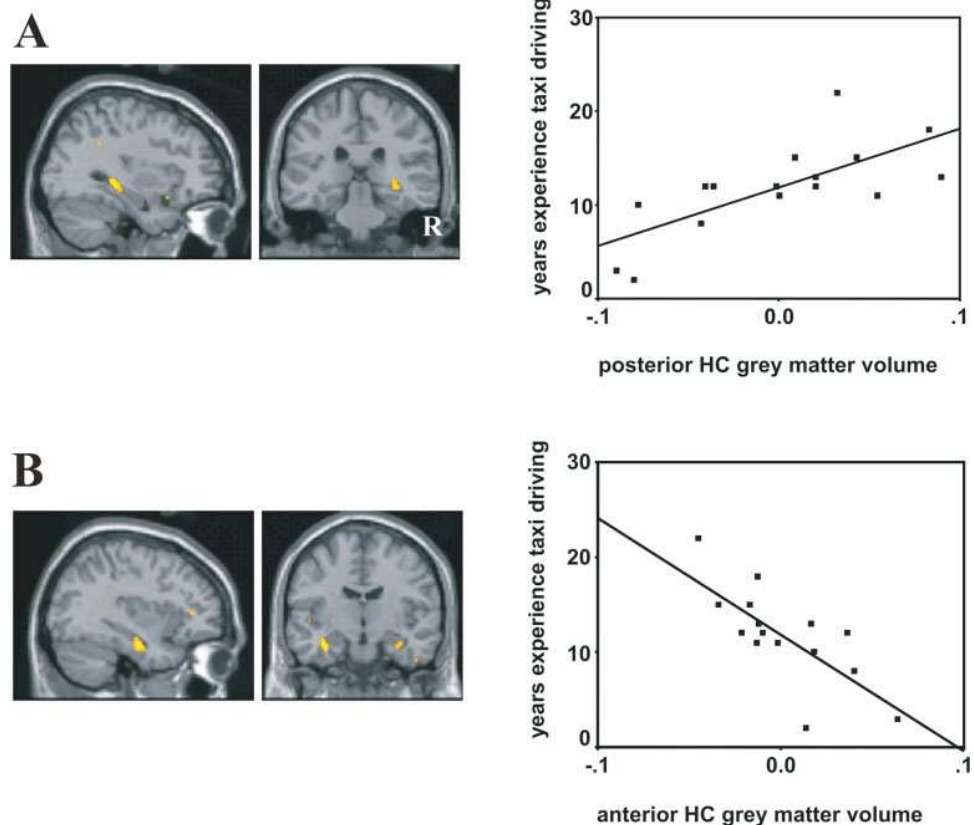 A
R
years experience taxi driving
30
20
10
0
-.1
0.0
.1
posterior HC grey matter volume
B
years experience taxi driving
30
20
10
0
-.1
0.0
.1
anterior HC grey matter volume